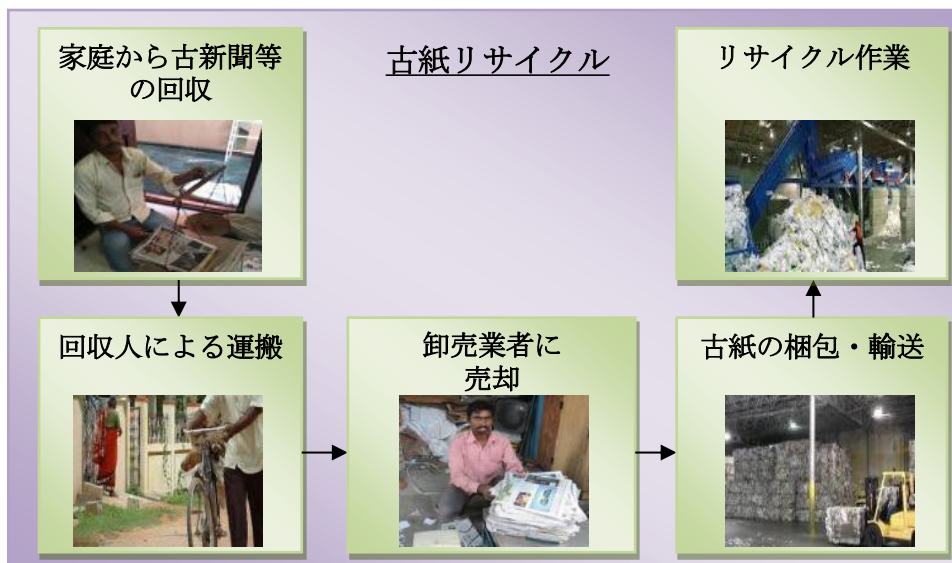 古紙リサイクル
家庭から古新聞等
の回収
回収人による運搬
卸売業者に
売却
古紙の梱包・輸送
リサイクル作業